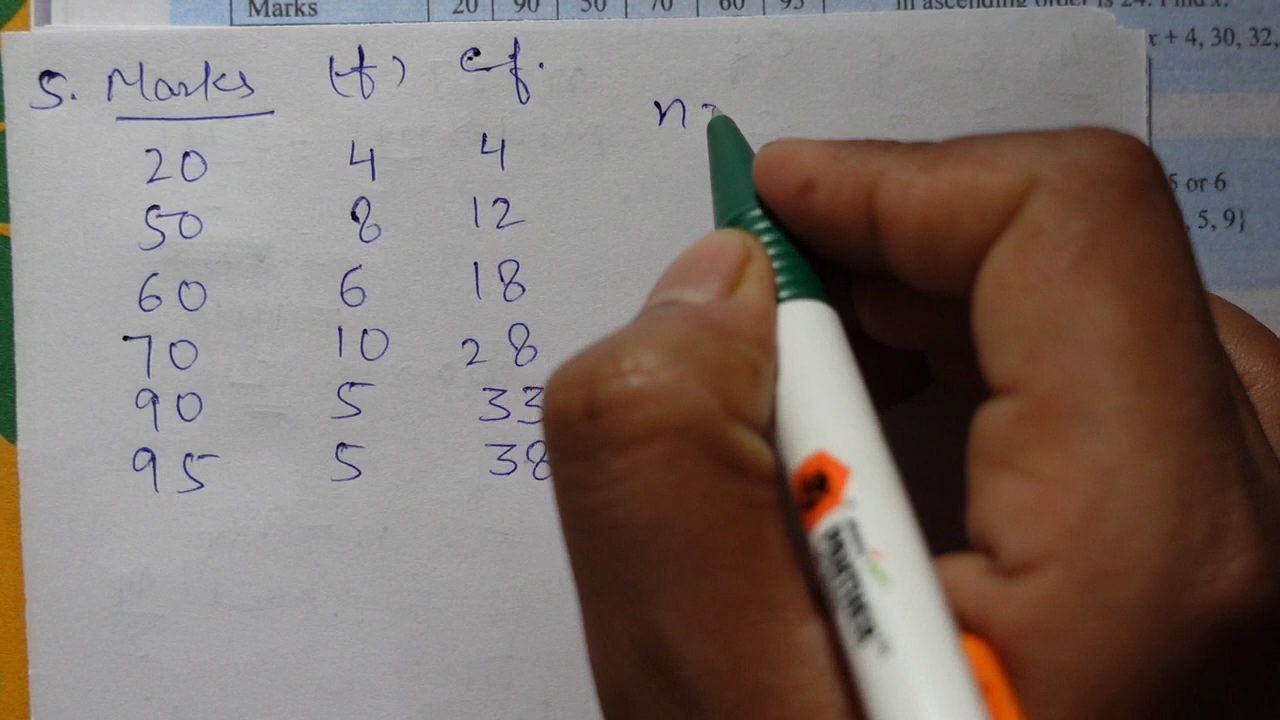 Marks 20 90 50 70 60 95
in ascending order is 24. Find x.
x + 4, 30, 32,
5. Marks (f) cf.
n =
20 4 4
50 8 12
60 6 18
70 10 28
90 5 33
95 5 38
5 or 6
, 5, 9}
PANTHER